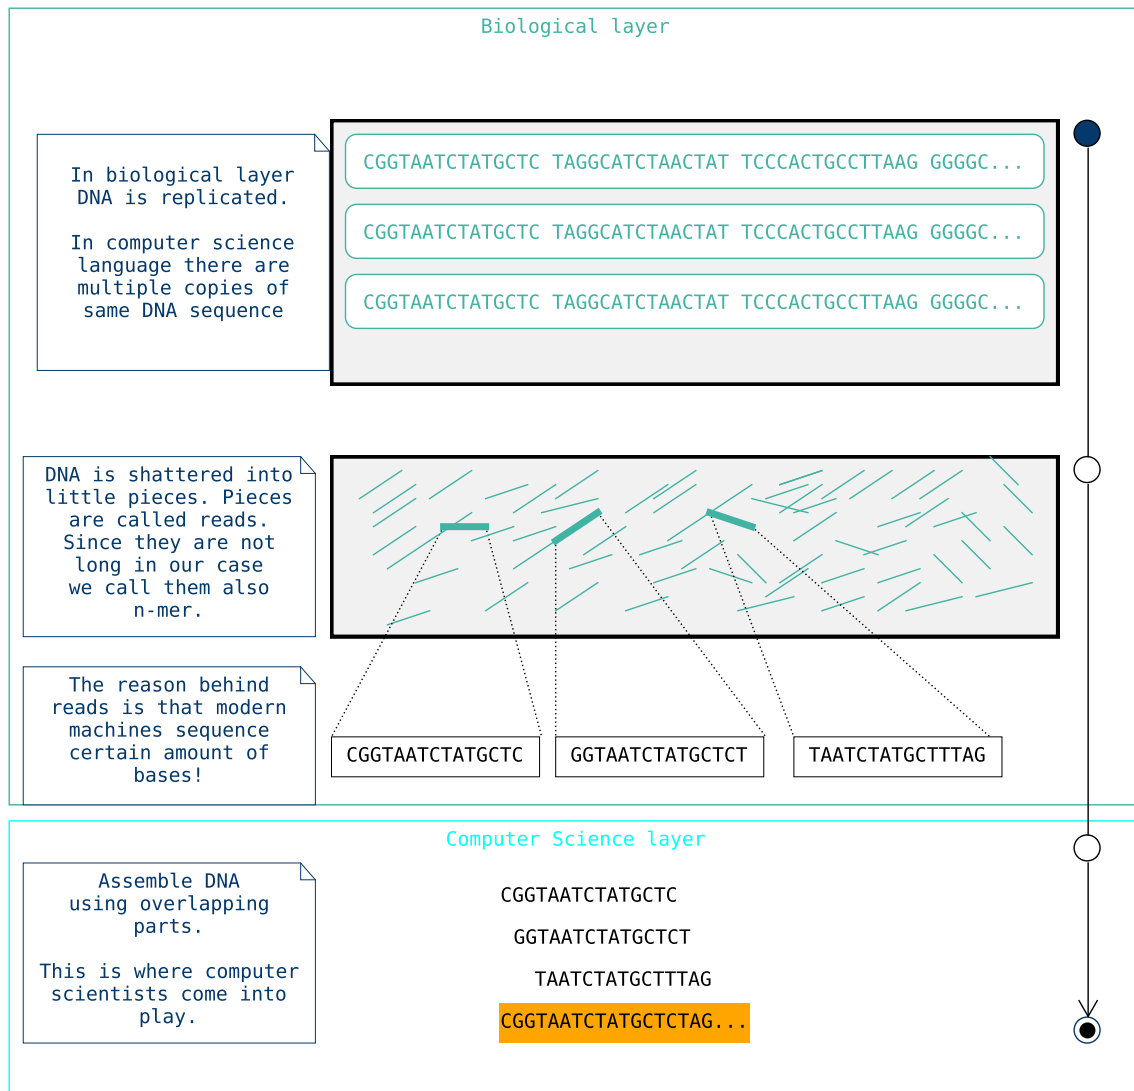 Biological layer
In biological layer
DNA is replicated.
In computer science
language there are
multiple copies of
same DNA sequence
CGGTAATCTATGCTC TAGGCATCTAACTAT TCCCACTGCCTTAAG GGGGC...
CGGTAATCTATGCTC TAGGCATCTAACTAT TCCCACTGCCTTAAG GGGGC...
CGGTAATCTATGCTC TAGGCATCTAACTAT TCCCACTGCCTTAAG GGGGC...
DNA is shattered into
little pieces. Pieces
are called reads.
Since they are not
long in our case
we call them also
n-mer.
The reason behind
reads is that modern
machines sequence
certain amount of
bases!
CGGTAATCTATGCTC
GGTAATCTATGCTCT
TAATCTATGCTTTAG
Computer Science layer
Assemble DNA
using overlapping
parts.
This is where computer
scientists come into
play.
CGGTAATCTATGCTC
GGTAATCTATGCTCT
TAATCTATGCTTTAG
CGGTAATCTATGCTCTAG...